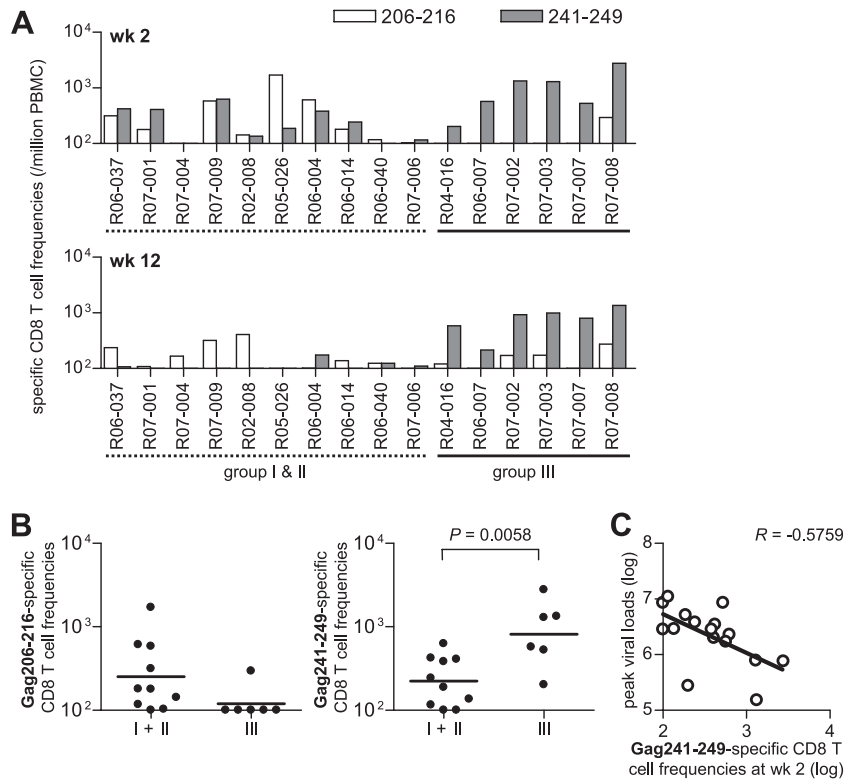 A
206-216
241-249
wk 2
specific CD8 T cell frequencies (/million PBMC)
10⁴
10³
10²
R06-037
R07-001
R07-004
R07-009
R02-008
R05-026
R06-004
R06-014
R06-040
R07-006
R04-016
R06-007
R07-002
R07-003
R07-007
R07-008
wk 12
10⁴
10³
10²
R06-037
R07-001
R07-004
R07-009
R02-008
R05-026
R06-004
R06-014
R06-040
R07-006
R04-016
R06-007
R07-002
R07-003
R07-007
R07-008
group I & II
group III
B
Gag206-216-specific
CD8 T cell frequencies
10⁴
10³
10²
I + II
III
Gag241-249-specific
CD8 T cell frequencies
10⁴
10³
10²
P = 0.0058
I + II
III
C
R = -0.5759
peak viral loads (log)
8
7
6
5
2
3
4
Gag241-249-specific CD8 T
cell frequencies at wk 2 (log)